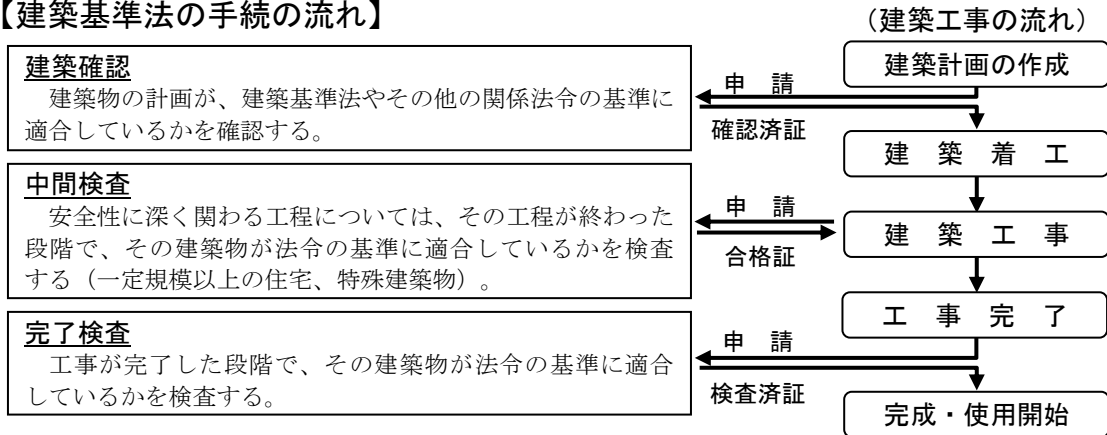 【建築基準法の手続の流れ】
(建築工事の流れ)
建築確認
建築物の計画が、建築基準法やその他の関係法令の基準に
適合しているかを確認する。
申 請
確認済証
建築計画の作成
建 築 着 工
中間検査
安全性に深く関わる工程については、その工程が終わった
段階で、その建築物が法令の基準に適合しているかを検査
する（一定規模以上の住宅、特殊建築物）。
申 請
合格証
建 築 工 事
工 事 完 了
完了検査
工事が完了した段階で、その建築物が法令の基準に適合
しているかを検査する。
申 請
検査済証
完成・使用開始